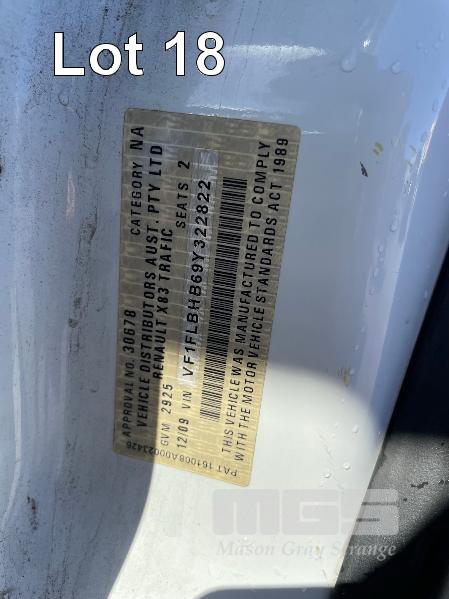 Lot 18
APPROVAL NO. 30678 CATEGORY NA
VEHICLE DISTRIBUTORS AUST. PTY LTD
RENAULT X83 TRAFIC
GVM 2925 SEATS 2
12/09 VIN VF1FLBHB69Y322822
THIS VEHICLE WAS MANUFACTURED TO COMPLY
WITH THE MOTOR VEHICLE STANDARDS ACT 1989
PAT 161008A00023426
MGS
Mason Gray Strange